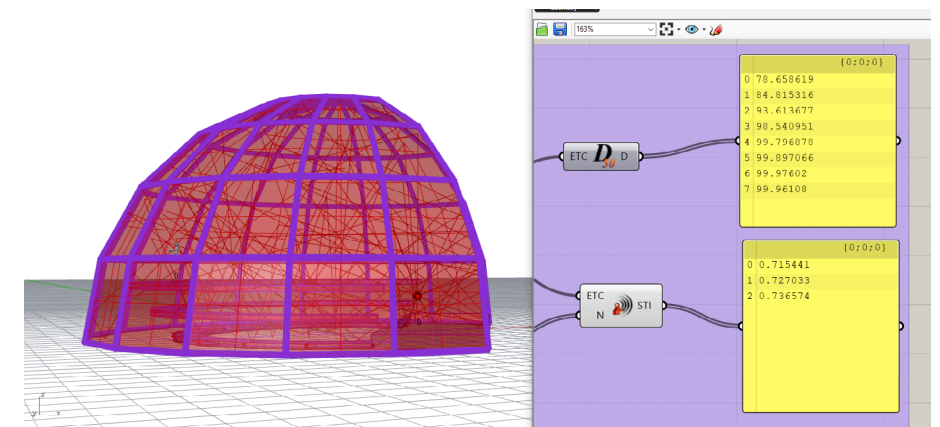 163%
{0;0;0}
0 78.658619
1 84.815316
2 93.613677
3 98.540951
4 99.796878
5 99.897066
6 99.97602
7 99.96108
ETC D 50 D
{0;0;0}
0 0.715441
1 0.727033
2 0.736574
ETC
N
STI
0
0
z
y
x